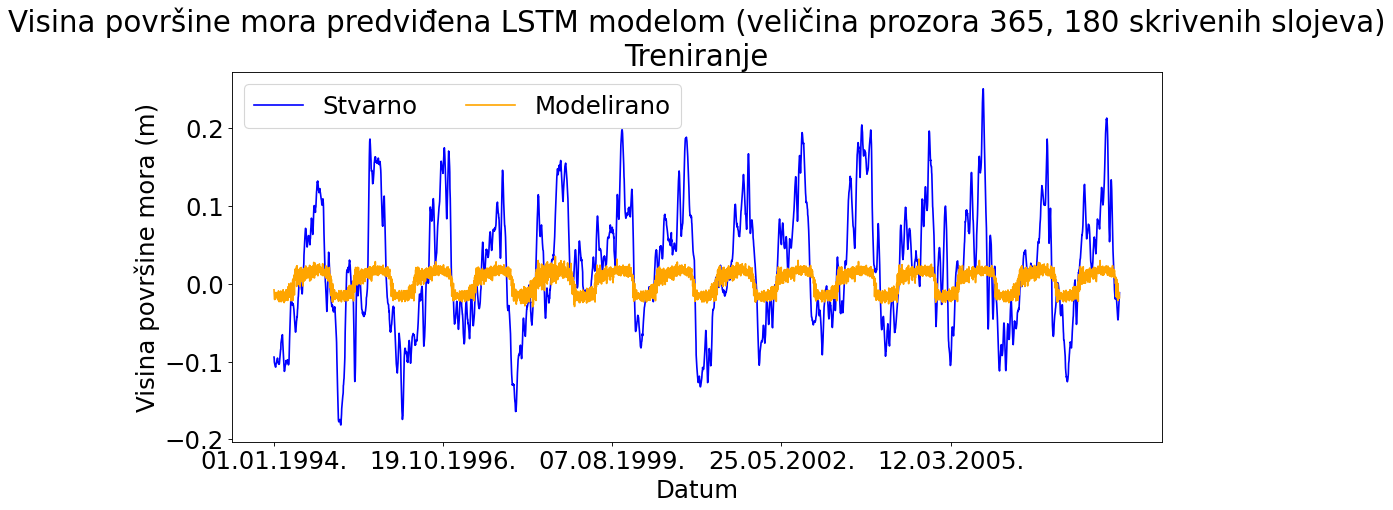 Visina površine mora predviđena LSTM modelom (veličina prozora 365, 180 skrivenih slojeva)
Treniranje
Stvarno Modelirano
Visina površine mora (m)
0.2
0.1
0.0
−0.1
−0.2
01.01.1994. 19.10.1996. 07.08.1999. 25.05.2002. 12.03.2005.
Datum